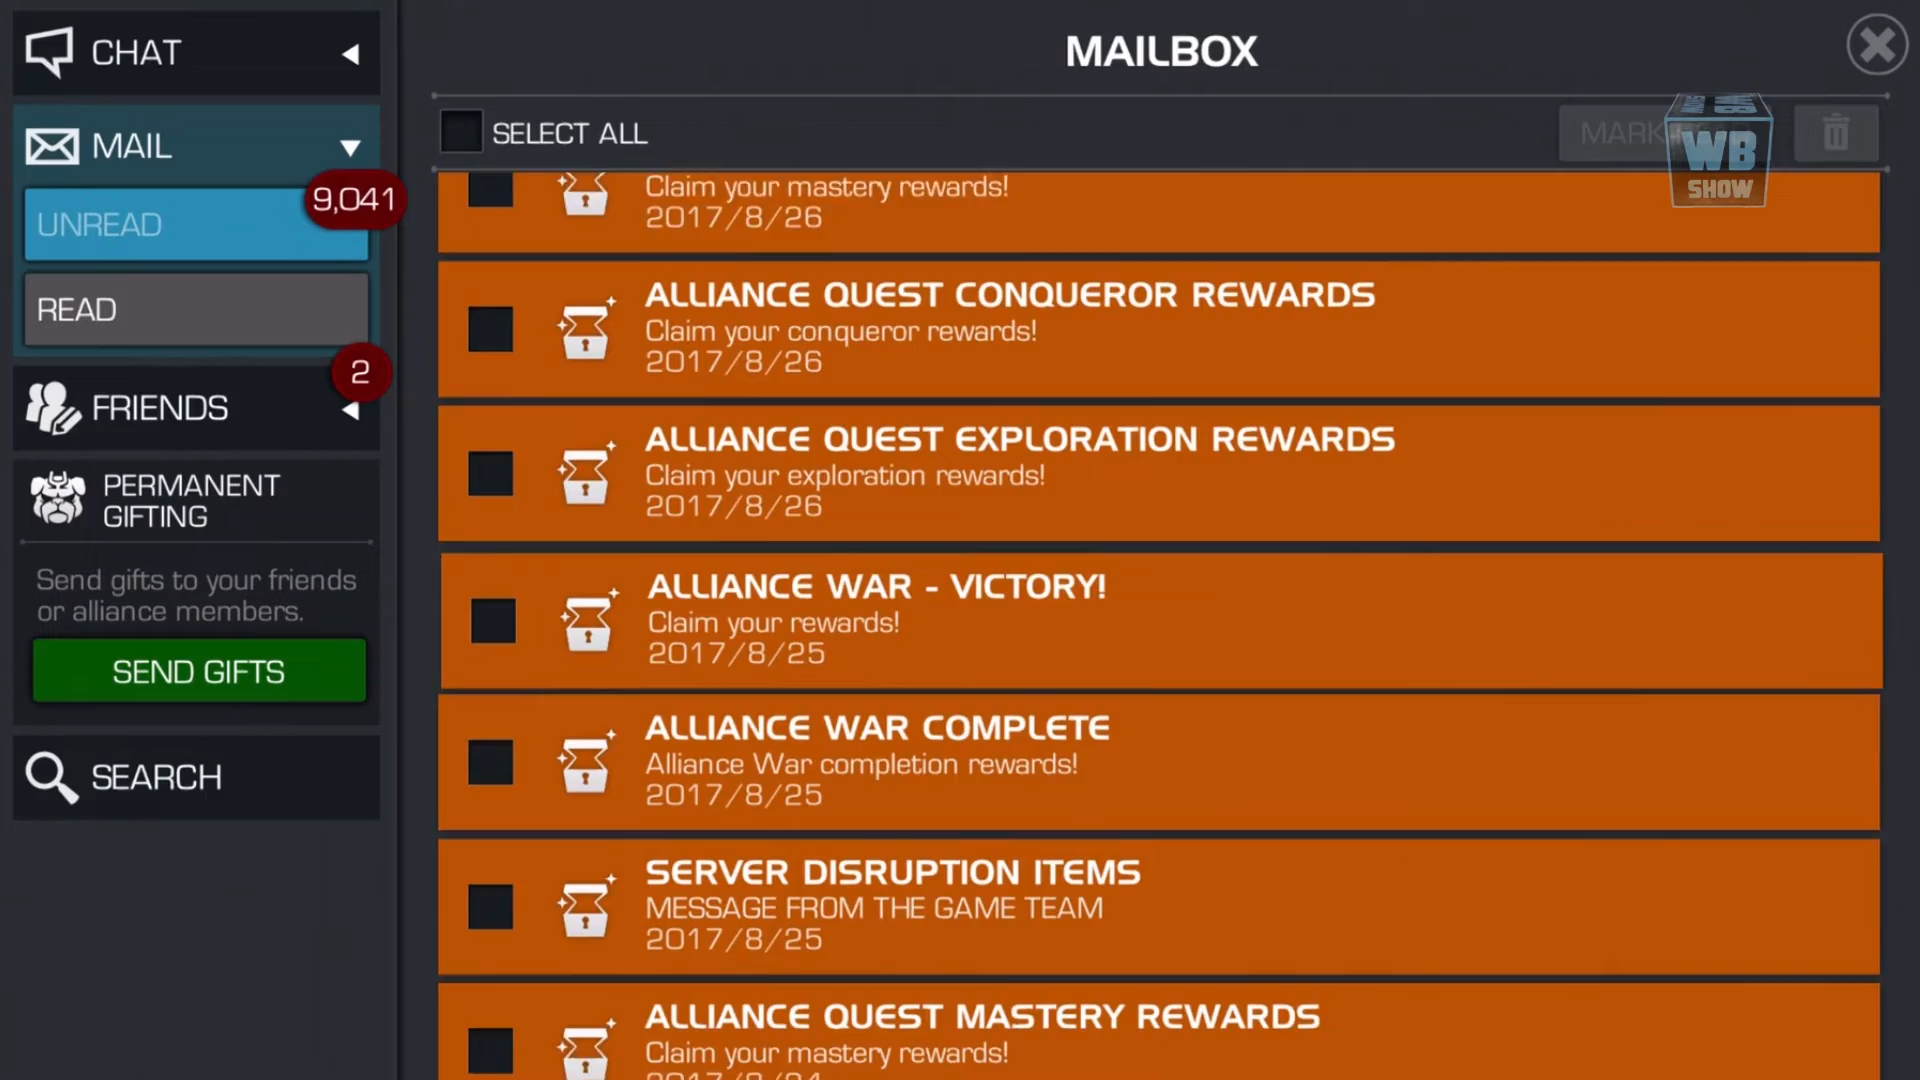 CHAT
MAIL
9,041
UNREAD
READ
2
FRIENDS
PERMANENT
GIFTING
Send gifts to your friends
or alliance members.
SEND GIFTS
SEARCH
MAILBOX
SELECT ALL
MARK
WB
SHOW
Claim your mastery rewards!
2017/8/26
ALLIANCE QUEST CONQUEROR REWARDS
Claim your conqueror rewards!
2017/8/26
ALLIANCE QUEST EXPLORATION REWARDS
Claim your exploration rewards!
2017/8/26
ALLIANCE WAR - VICTORY!
Claim your rewards!
2017/8/25
ALLIANCE WAR COMPLETE
Alliance War completion rewards!
2017/8/25
SERVER DISRUPTION ITEMS
MESSAGE FROM THE GAME TEAM
2017/8/25
ALLIANCE QUEST MASTERY REWARDS
Claim your mastery rewards!